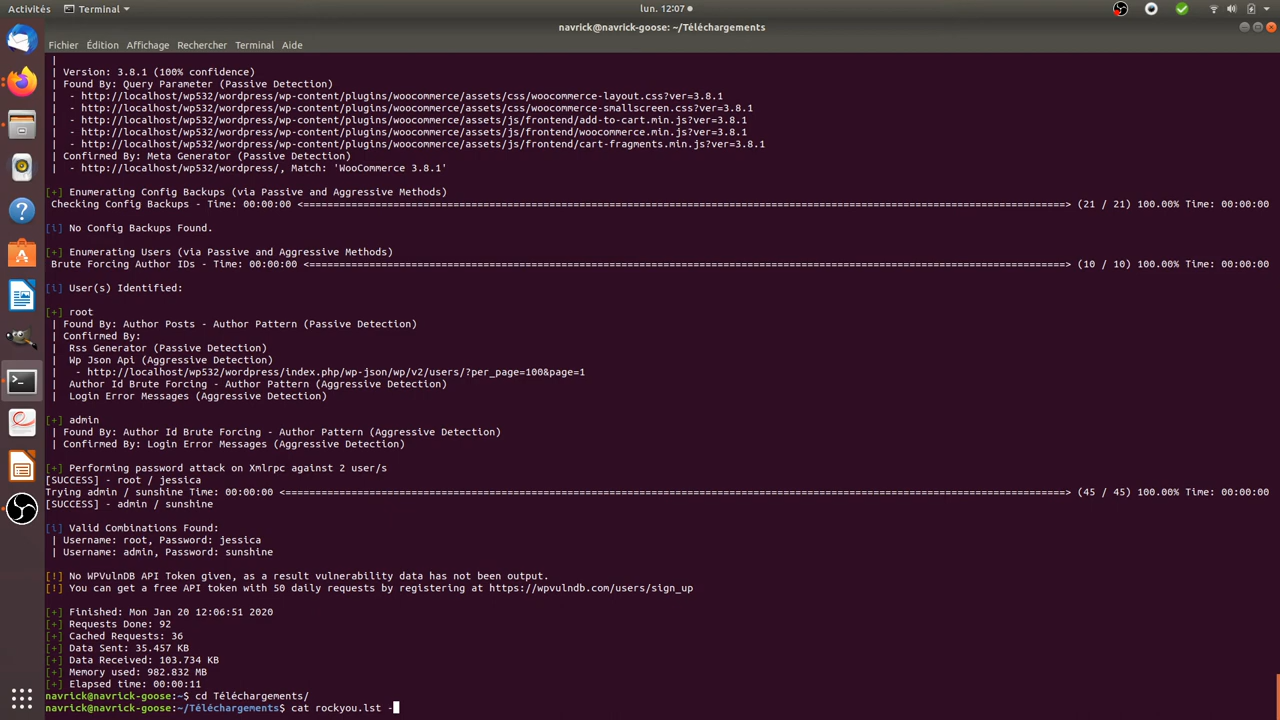 Activités
Terminal
lun. 12:07
navrick@navrick-goose: ~/Téléchargements
Fichier Édition Affichage Rechercher Terminal Aide
|
| Version: 3.8.1 (100% confidence)
| Found By: Query Parameter (Passive Detection)
|  - http://localhost/wp532/wordpress/wp-content/plugins/woocommerce/assets/css/woocommerce-layout.css?ver=3.8.1
|  - http://localhost/wp532/wordpress/wp-content/plugins/woocommerce/assets/css/woocommerce-smallscreen.css?ver=3.8.1
|  - http://localhost/wp532/wordpress/wp-content/plugins/woocommerce/assets/js/frontend/add-to-cart.min.js?ver=3.8.1
|  - http://localhost/wp532/wordpress/wp-content/plugins/woocommerce/assets/js/frontend/woocommerce.min.js?ver=3.8.1
|  - http://localhost/wp532/wordpress/wp-content/plugins/woocommerce/assets/js/frontend/cart-fragments.min.js?ver=3.8.1
| Confirmed By: Meta Generator (Passive Detection)
|  - http://localhost/wp532/wordpress/, Match: 'WooCommerce 3.8.1'
[+] Enumerating Config Backups (via Passive and Aggressive Methods)
Checking Config Backups - Time: 00:00:00 <==============================================================================================================================> (21 / 21) 100.00% Time: 00:00:00
[i] No Config Backups Found.
[+] Enumerating Users (via Passive and Aggressive Methods)
Brute Forcing Author IDs - Time: 00:00:00 <=============================================================================================================================> (10 / 10) 100.00% Time: 00:00:00
[i] User(s) Identified:
[+] root
| Found By: Author Posts - Author Pattern (Passive Detection)
| Confirmed By:
|  Rss Generator (Passive Detection)
|  Wp Json Api (Aggressive Detection)
|   - http://localhost/wp532/wordpress/index.php/wp-json/wp/v2/users/?per_page=100&page=1
|  Author Id Brute Forcing - Author Pattern (Aggressive Detection)
|  Login Error Messages (Aggressive Detection)
[+] admin
| Found By: Author Id Brute Forcing - Author Pattern (Aggressive Detection)
| Confirmed By: Login Error Messages (Aggressive Detection)
[+] Performing password attack on Xmlrpc against 2 user/s
[SUCCESS] - root / jessica
Trying admin / sunshine Time: 00:00:00 <=================================================================================================================================> (45 / 45) 100.00% Time: 00:00:00
[SUCCESS] - admin / sunshine
[i] Valid Combinations Found:
| Username: root, Password: jessica
| Username: admin, Password: sunshine
[!] No WPVulnDB API Token given, as a result vulnerability data has not been output.
[!] You can get a free API token with 50 daily requests by registering at https://wpvulndb.com/users/sign_up
[+] Finished: Mon Jan 20 12:06:51 2020
[+] Requests Done: 92
[+] Cached Requests: 36
[+] Data Sent: 35.457 KB
[+] Data Received: 103.734 KB
[+] Memory used: 982.832 MB
[+] Elapsed time: 00:00:11
navrick@navrick-goose:~$ cd Téléchargements/
navrick@navrick-goose:~/Téléchargements$ cat rockyou.lst -